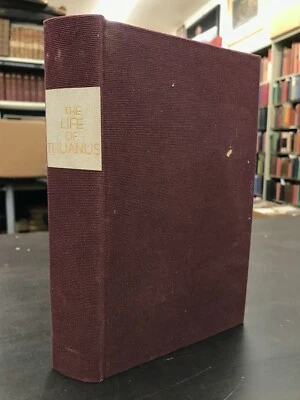 THE
LIFE
OF
THUANUS